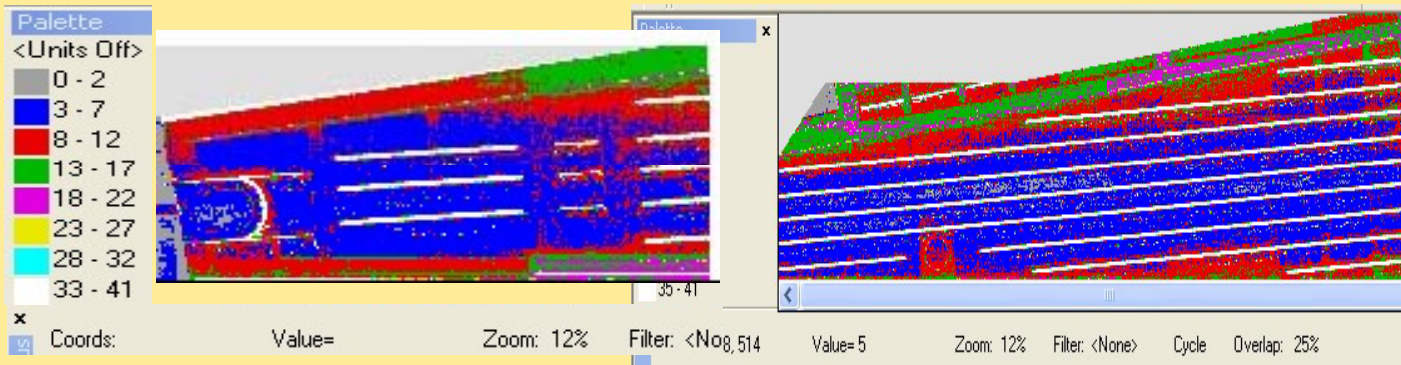 Palette
<Units Off>
0 - 2
3 - 7
8 - 12
13 - 17
18 - 22
23 - 27
28 - 32
33 - 41
x
Coords:
Value=
Zoom: 12%
Filter: <No
Palette
x
35 - 41
8, 514
Value= 5
Zoom: 12%
Filter: <None>
Cycle
Overlap: 25%